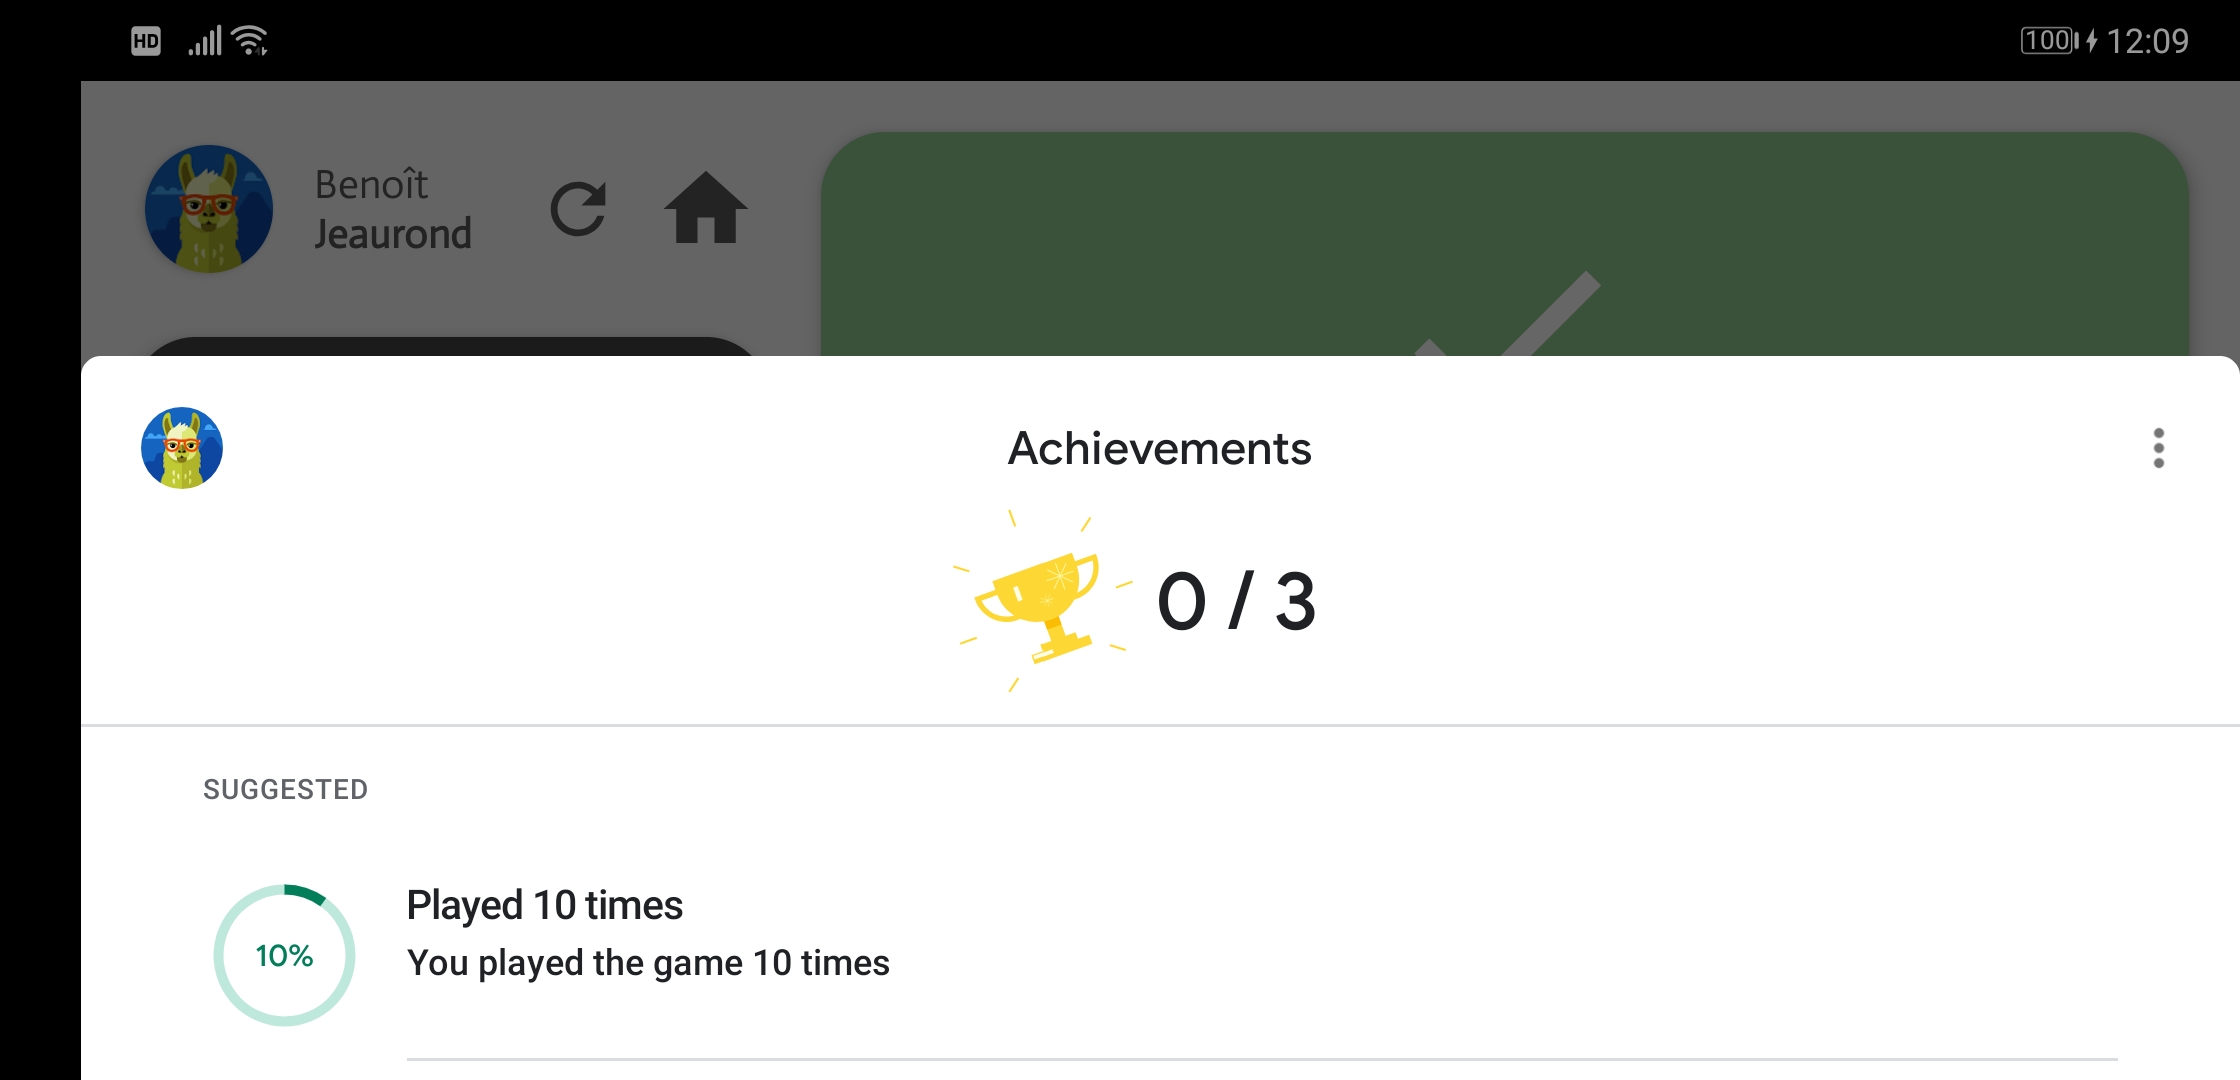 HD
100 12:09
Benoît
Jeaurond
Achievements
0 / 3
SUGGESTED
10%
Played 10 times
You played the game 10 times